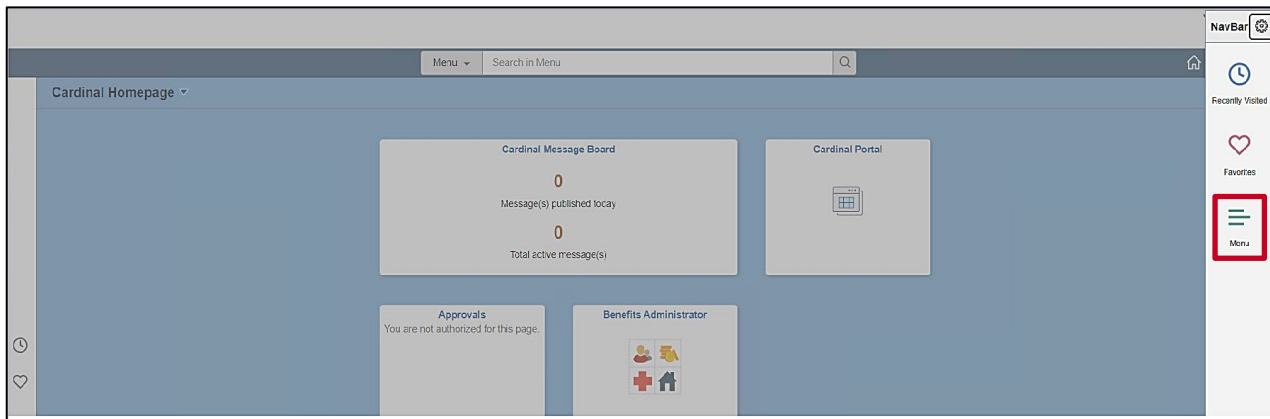 NavBar
Menu
Search in Menu
Recently Visited
Cardinal Homepage
Cardinal Message Board
0
Message(s) published today
0
Total active message(s)
Cardinal Portal
Favorites
Menu
Approvals
You are not authorized for this page.
Benefits Administrator